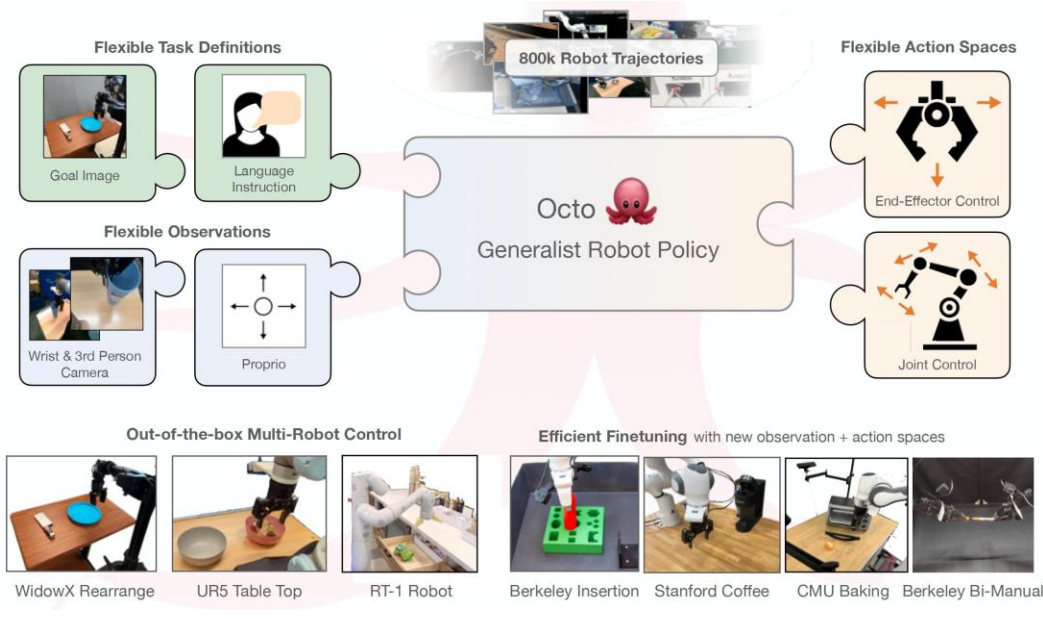 Flexible Task Definitions
800k Robot Trajectories
Flexible Action Spaces
Goal Image
Language
Instruction
Octo
Generalist Robot Policy
End-Effector Control
Flexible Observations
Wrist & 3rd Person
Camera
Proprio
Joint Control
Out-of-the-box Multi-Robot Control
Efficient Finetuning with new observation + action spaces
WidowX Rearrange
UR5 Table Top
RT-1 Robot
Berkeley Insertion
Stanford Coffee
CMU Baking
Berkeley Bi-Manual